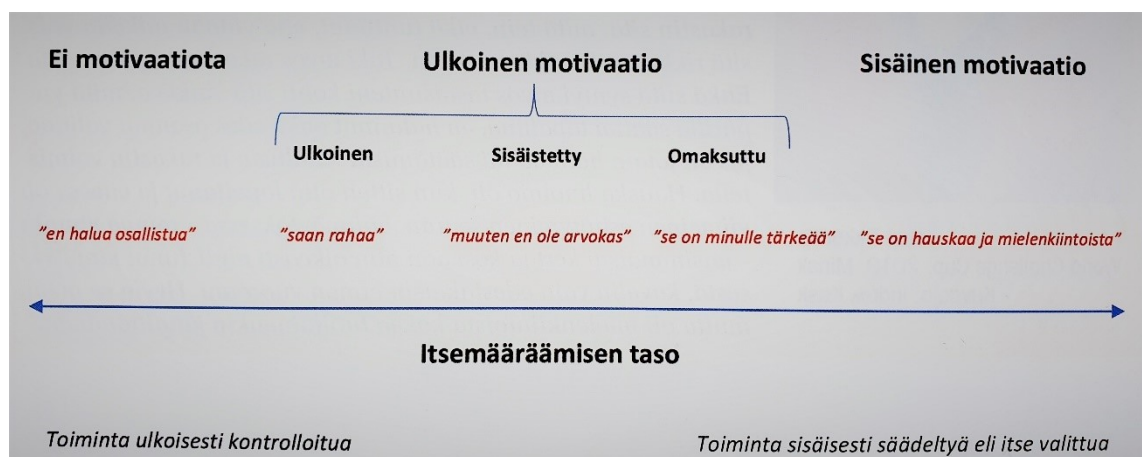 Ei motivaatiota
Ulkoinen motivaatio
Sisäinen motivaatio
Ulkoinen
Sisäistetty
Omaksuttu
"en halua osallistua"
"saan rahaa"
"muuten en ole arvokas"
"se on minulle tärkeää"
"se on hauskaa ja mielenkiintoista"
Itsemääräämisen taso
Toiminta ulkoisesti kontrolloitua
Toiminta sisäisesti säädeltyä eli itse valittua